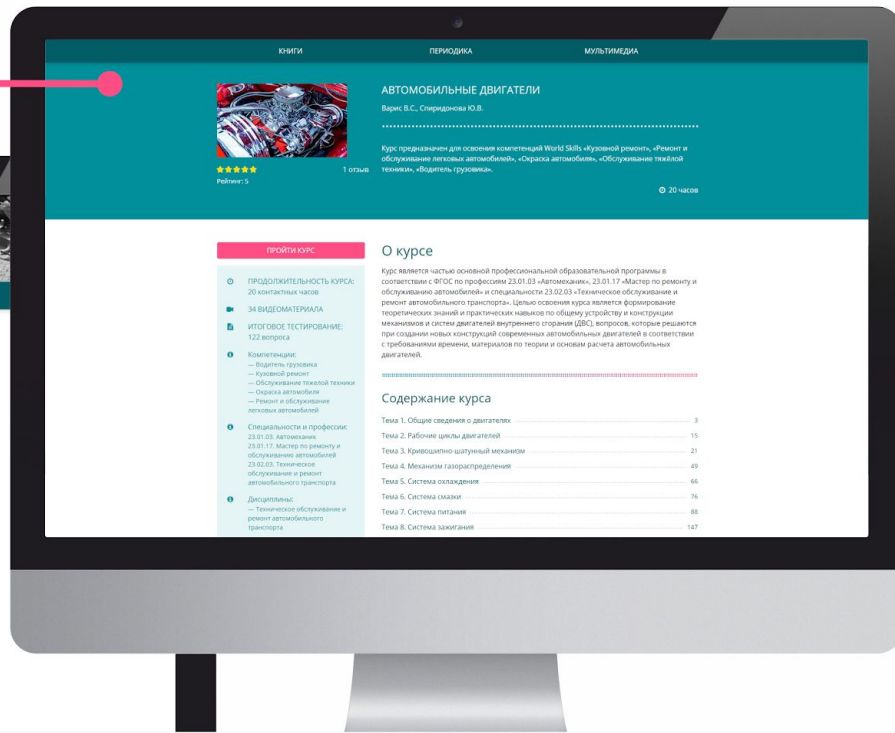 КНИГИ
ПЕРИОДИКА
МУЛЬТИМЕДИА
АВТОМОБИЛЬНЫЕ ДВИГАТЕЛИ
Варис В.С., Спиридонова Ю.В.
Курс предназначен для освоения компетенций World Skills «Кузовной ремонт», «Ремонт и
обслуживание легковых автомобилей», «Окраска автомобиля», «Обслуживание тяжёлой
техники», «Водитель грузовика».
1 отзыв
Рейтинг: 5
20 часов
ПРОЙТИ КУРС
ПРОДОЛЖИТЕЛЬНОСТЬ КУРСА:
20 контактных часов
34 ВИДЕОМАТЕРИАЛА
ИТОГОВОЕ ТЕСТИРОВАНИЕ:
122 вопроса
Компетенции:
— Водитель грузовика
— Кузовной ремонт
— Обслуживание тяжелой техники
— Окраска автомобиля
— Ремонт и обслуживание
легковых автомобилей
Специальности и профессии:
23.01.03. Автомеханик
23.01.17. Мастер по ремонту и
обслуживанию автомобилей
23.02.03. Техническое
обслуживание и ремонт
автомобильного транспорта
Дисциплины:
— Техническое обслуживание и
ремонт автомобильного
транспорта
О курсе
Курс является частью основной профессиональной образовательной программы в
соответствии с ФГОС по профессиям 23.01.03 «Автомеханик», 23.01.17 «Мастер по ремонту и
обслуживанию автомобилей» и специальности 23.02.03 «Техническое обслуживание и
ремонт автомобильного транспорта». Целью освоения курса является формирование
теоретических знаний и практических навыков по общему устройству и конструкции
механизмов и систем двигателей внутреннего сгорания (ДВС), вопросов, которые решаются
при создании новых конструкций современных автомобильных двигателей в соответствии
с требованиями времени, материалов по теории и основам расчета автомобильных
двигателей.
Содержание курса
Тема 1. Общие сведения о двигателях 3
Тема 2. Рабочие циклы двигателей 15
Тема 3. Кривошипно-шатунный механизм 21
Тема 4. Механизм газораспределения 49
Тема 5. Система охлаждения 66
Тема 6. Система смазки 76
Тема 7. Система питания 88
Тема 8. Система зажигания 147